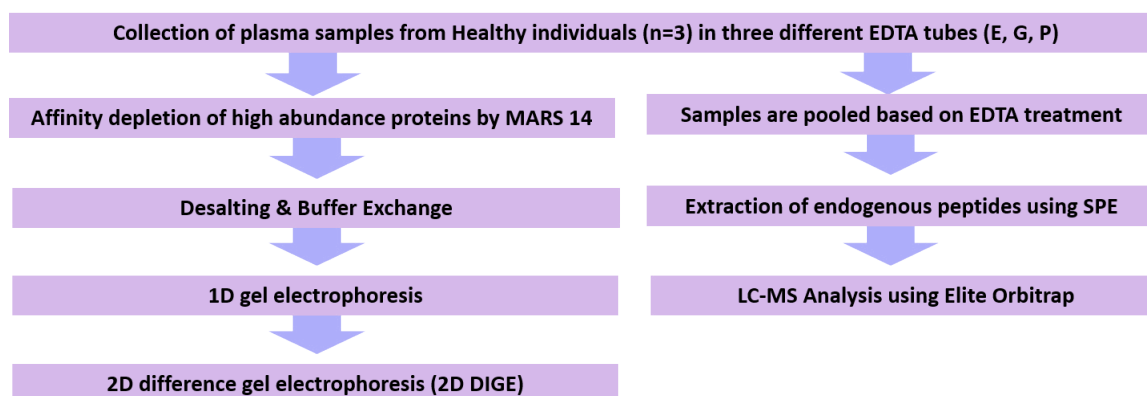 Collection of plasma samples from Healthy individuals (n=3) in three different EDTA tubes (E, G, P)
Affinity depletion of high abundance proteins by MARS 14
Desalting & Buffer Exchange
1D gel electrophoresis
2D difference gel electrophoresis (2D DIGE)
Samples are pooled based on EDTA treatment
Extraction of endogenous peptides using SPE
LC-MS Analysis using Elite Orbitrap